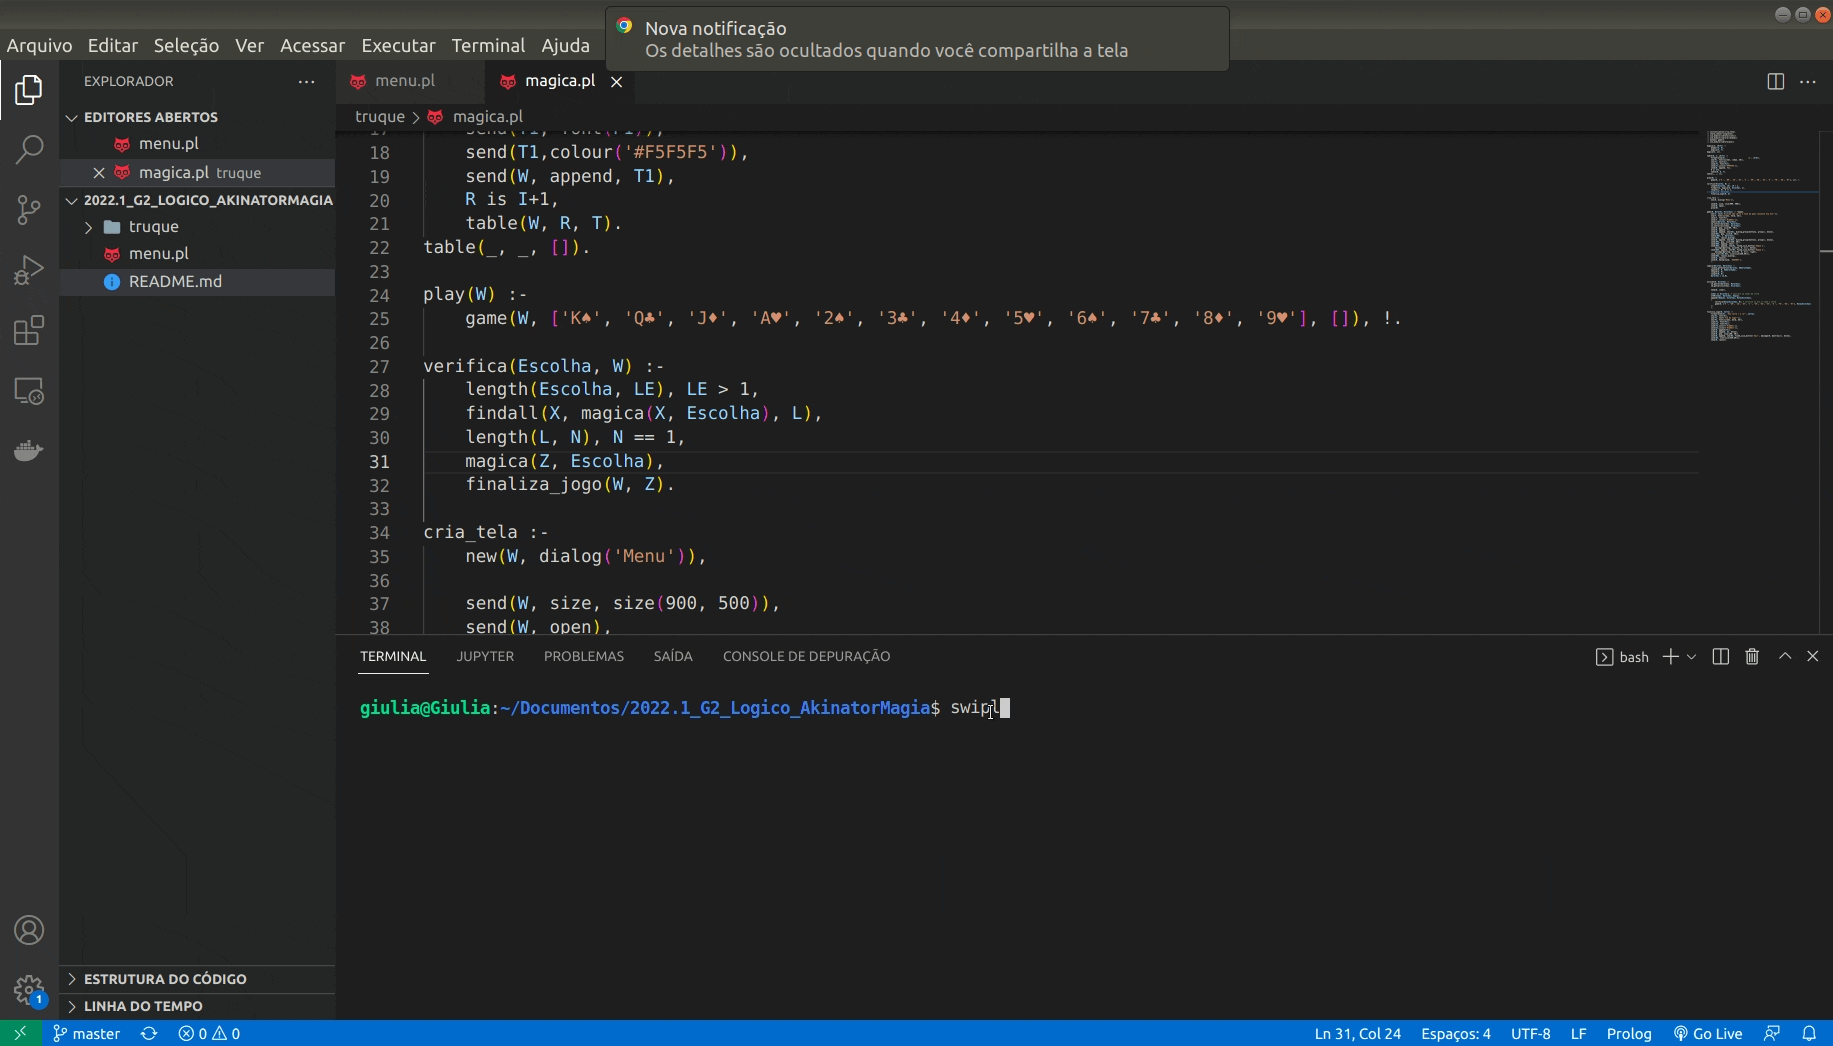 Nova notificação
Os detalhes são ocultados quando você compartilha a tela
Arquivo Editar Seleção Ver Acessar Executar Terminal Ajuda
EXPLORADOR
menu.pl
magica.pl
EDITORES ABERTOS
menu.pl
magica.pl truque
2022.1_G2_LOGICO_AKINATORMAGIA
truque
menu.pl
README.md
truque > magica.pl
18 send(T1,colour('#F5F5F5')),
19 send(W, append, T1),
20 R is I+1,
21 table(W, R, T).
22 table(_, _, []).
23
24 play(W) :-
25 game(W, ['K♠', 'Q♣', 'J♦', 'A♥', '2♠', '3♣', '4♦', '5♥', '6♠', '7♣', '8♦', '9♥'], []), !.
26
27 verifica(Escolha, W) :-
28 length(Escolha, LE), LE > 1,
29 findall(X, magica(X, Escolha), L),
30 length(L, N), N == 1,
31 magica(Z, Escolha),
32 finaliza_jogo(W, Z).
33
34 cria_tela :-
35 new(W, dialog('Menu')),
36
37 send(W, size, size(900, 500)),
38 send(W, open),
TERMINAL JUPYTER PROBLEMAS SAÍDA CONSOLE DE DEPURAÇÃO
bash
giulia@Giulia:~/Documentos/2022.1_G2_Logico_AkinatorMagia$ swipl
ESTRUTURA DO CÓDIGO
LINHA DO TEMPO
1
master 0 0 Ln 31, Col 24 Espaços: 4 UTF-8 LF Prolog Go Live